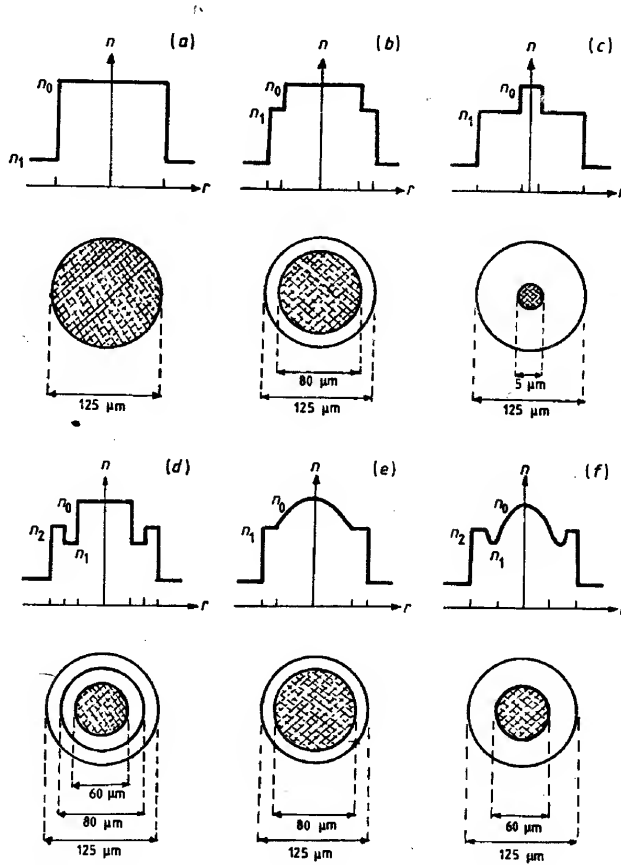 n (a) n (b) n (c)
n₀ n₀ n₀
n₁ n₁
n₁
r r r
80 µm 5 µm
125 µm 125 µm 125 µm
n (d) n (e) n (f)
n₀ n₀ n₀
n₂ n₁ n₁ n₂ n₁
r r r
60 µm 80 µm 60 µm
80 µm
125 µm 125 µm 125 µm